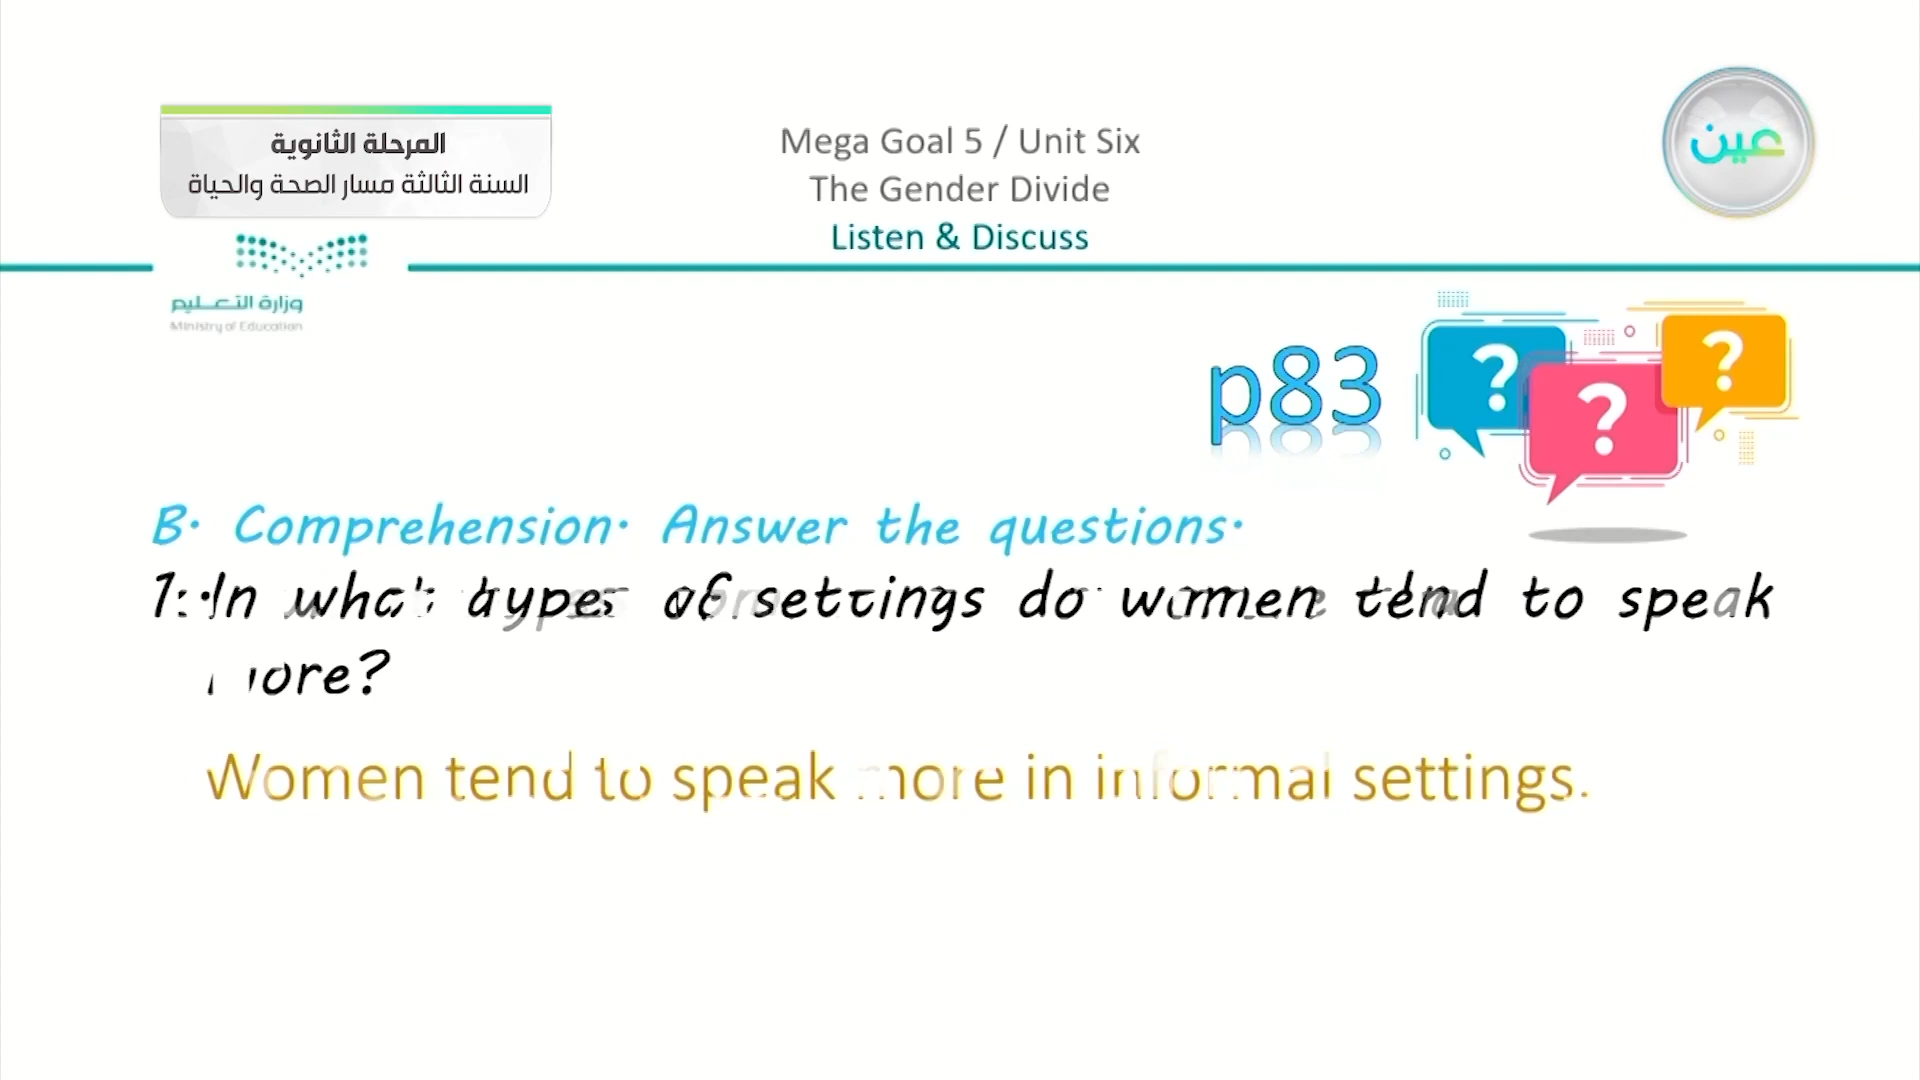 المرحلة الثانوية
السنة الثالثة مسار الصحة والحياة
Mega Goal 5 / Unit Six
The Gender Divide
Listen & Discuss
عين
وزارة التعليم
Ministry of Education
p83
? ? ?
B. Comprehension. Answer the questions.
1. In what types of settings do women tend to speak
more?
Women tend to speak more in informal settings.